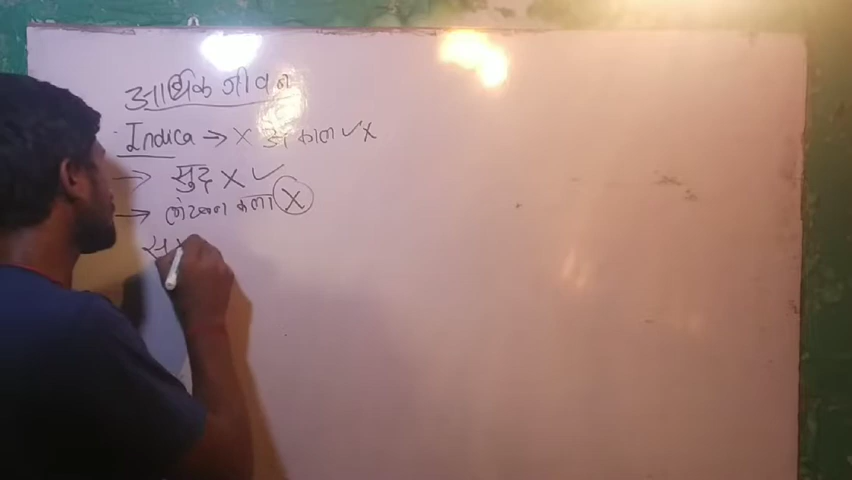 आर्थिक जीवन
Indica → × अकाल ✓ ×
→ सुद × ✓
→ लेखन कला ×
स